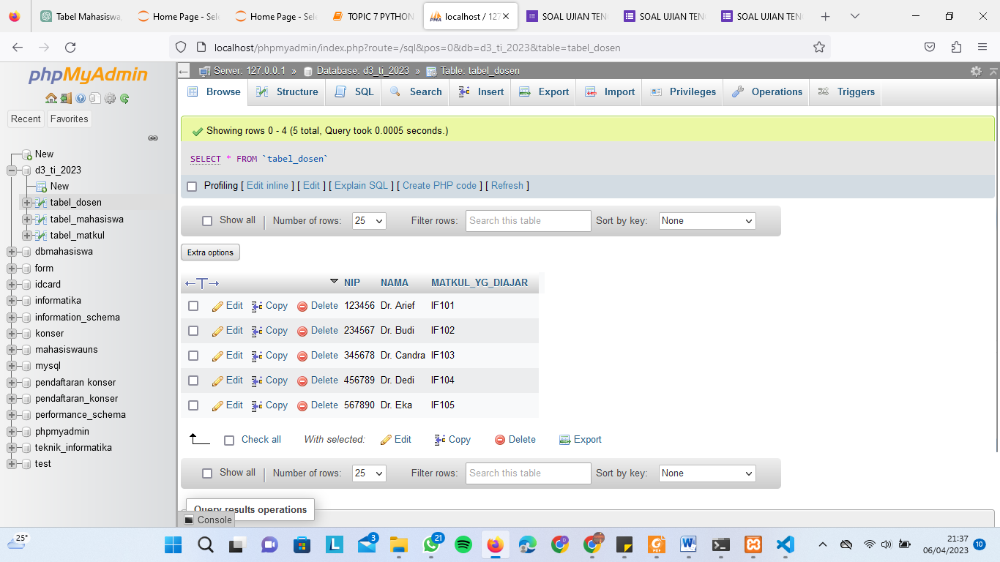 Tabel Mahasiswa,
Home Page - Sele
Home Page - Sele
TOPIC 7 PYTHON
localhost / 127
SOAL UJIAN TENG
SOAL UJIAN TENG
SOAL UJIAN TENG
localhost/phpmyadmin/index.php?route=/sql&pos=0&db=d3_ti_2023&table=tabel_dosen
phpMyAdmin
Recent
Favorites
New
d3_ti_2023
New
tabel_dosen
tabel_mahasiswa
tabel_matkul
dbmahasiswa
form
idcard
informatika
information_schema
konser
mahasiswauns
mysql
pendaftaran konser
pendaftaran_konser
performance_schema
phpmyadmin
teknik_informatika
test
Server: 127.0.0.1 » Database: d3_ti_2023 » Table: tabel_dosen
Browse Structure SQL Search Insert Export Import Privileges Operations Triggers
Showing rows 0 - 4 (5 total, Query took 0.0005 seconds.)
SELECT * FROM `tabel_dosen`
Profiling [ Edit inline ] [ Edit ] [ Explain SQL ] [ Create PHP code ] [ Refresh ]
Show all Number of rows: 25 Filter rows: Search this table Sort by key: None
Extra options
NIP NAMA MATKUL_YG_DIAJAR
Edit Copy Delete 123456 Dr. Arief IF101
Edit Copy Delete 234567 Dr. Budi IF102
Edit Copy Delete 345678 Dr. Candra IF103
Edit Copy Delete 456789 Dr. Dedi IF104
Edit Copy Delete 567890 Dr. Eka IF105
Check all With selected: Edit Copy Delete Export
Show all Number of rows: 25 Filter rows: Search this table Sort by key: None
Query results operations
Console
25°
3
21
21:37
06/04/2023
10